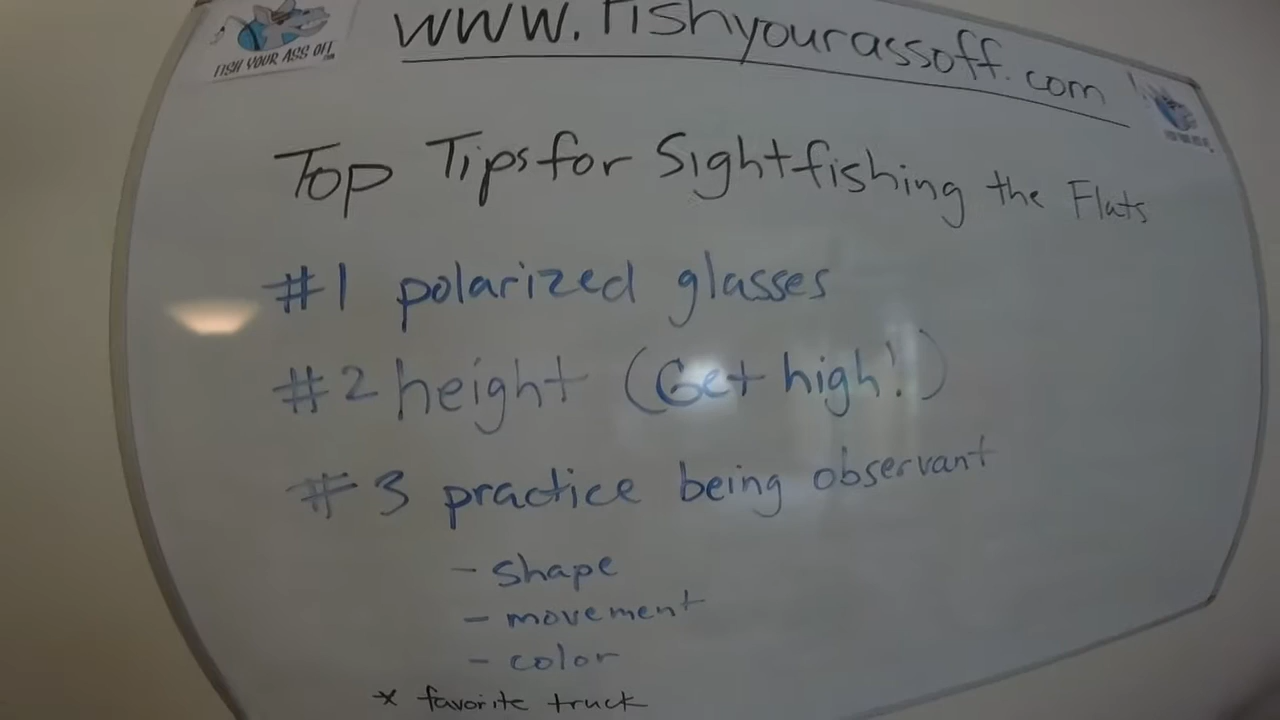 FISH YOUR ASS OFF
.com
www.fishyourassoff.com
Top Tips for Sightfishing the Flats
#1 polarized glasses
#2 height (Get high!)
#3 practice being observant
- shape
- movement
- color
* favorite truck